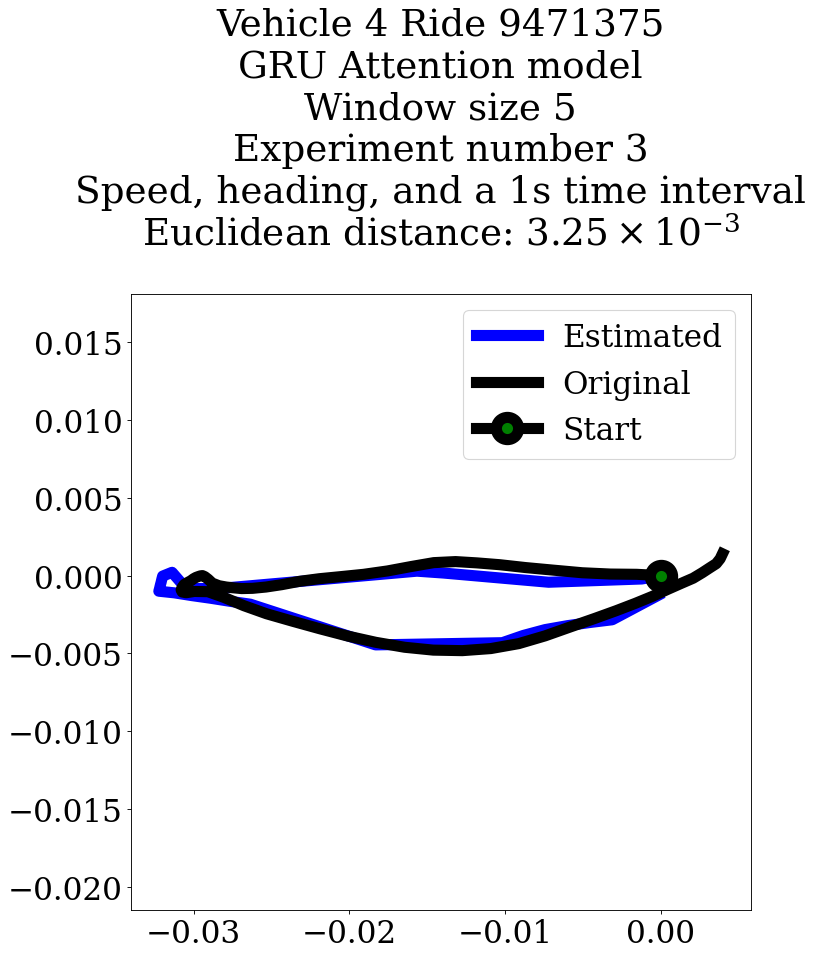 Vehicle 4 Ride 9471375
GRU Attention model
Window size 5
Experiment number 3
Speed, heading, and a 1s time interval
Euclidean distance: 3.25 × 10⁻³
Estimated
Original
Start
0.015
0.010
0.005
0.000
−0.005
−0.010
−0.015
−0.020
−0.03 −0.02 −0.01 0.00